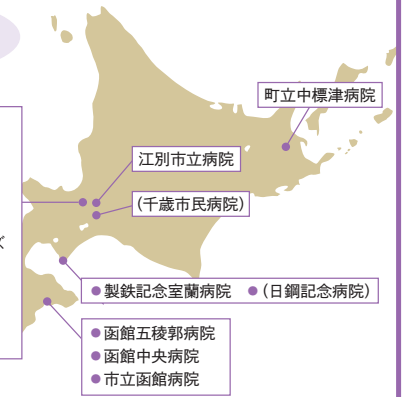 町立中標津病院
江別市立病院
(千歳市民病院)
ズ
●製鉄記念室蘭病院 ●(日鋼記念病院)
●函館五稜郭病院
●函館中央病院
●市立函館病院